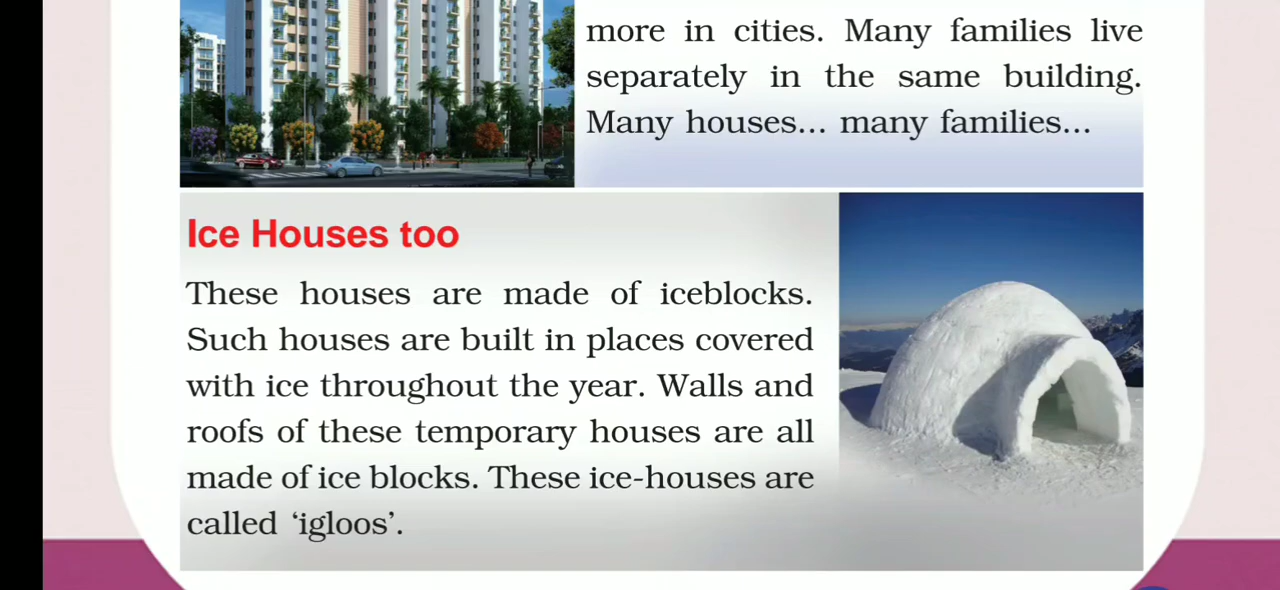 more in cities. Many families live
separately in the same building.
Many houses... many families...
Ice Houses too
These houses are made of iceblocks.
Such houses are built in places covered
with ice throughout the year. Walls and
roofs of these temporary houses are all
made of ice blocks. These ice-houses are
called ‘igloos’.